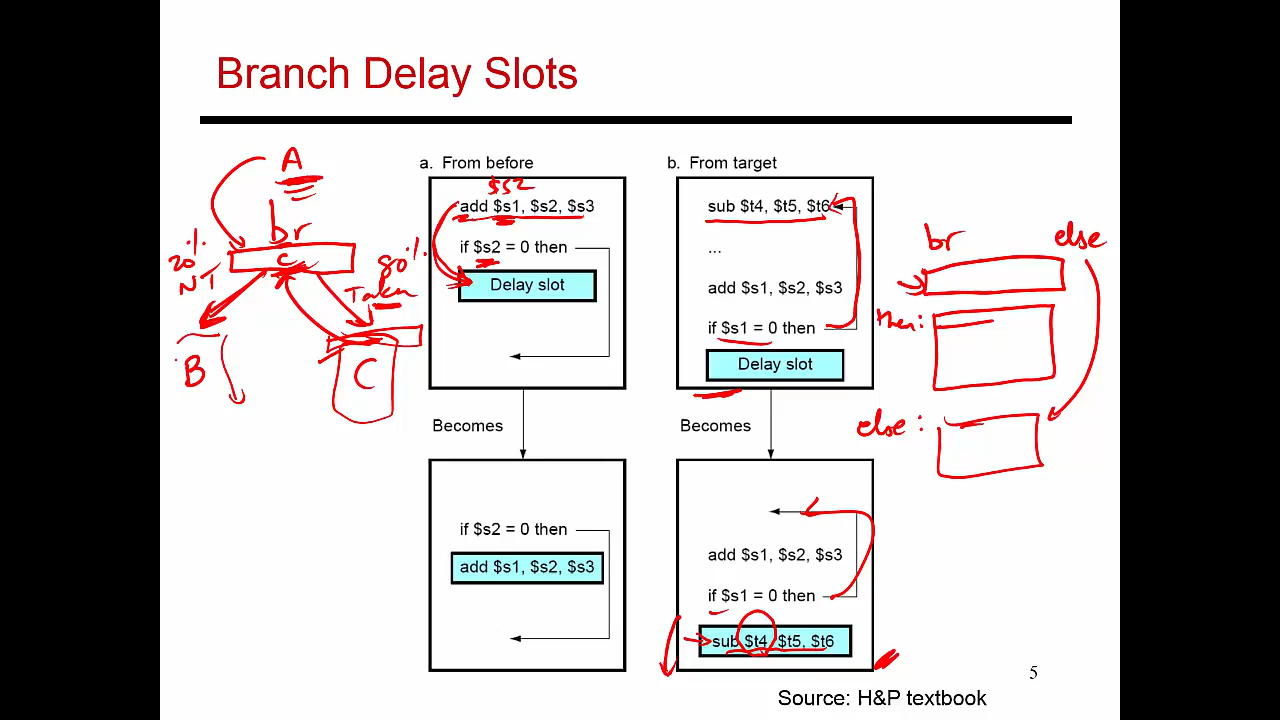 Branch Delay Slots
A
br
C
20%
NT
80%
Taken
B
C
a. From before
$s2
add $s1, $s2, $s3
if $s2 = 0 then
Delay slot
Becomes
if $s2 = 0 then
add $s1, $s2, $s3
b. From target
sub $t4, $t5, $t6
...
add $s1, $s2, $s3
if $s1 = 0 then
Delay slot
Becomes
add $s1, $s2, $s3
if $s1 = 0 then
sub $t4, $t5, $t6
br
else
then:
else:
5
Source: H&P textbook